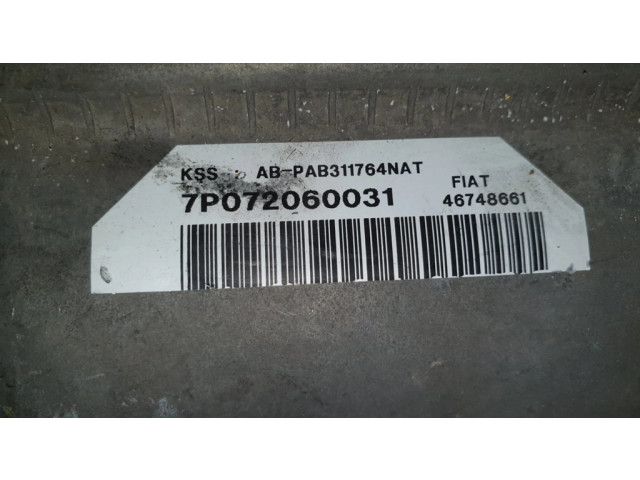 KSS : AB-PAB311764NAT
7P072060031
FIAT
46748661